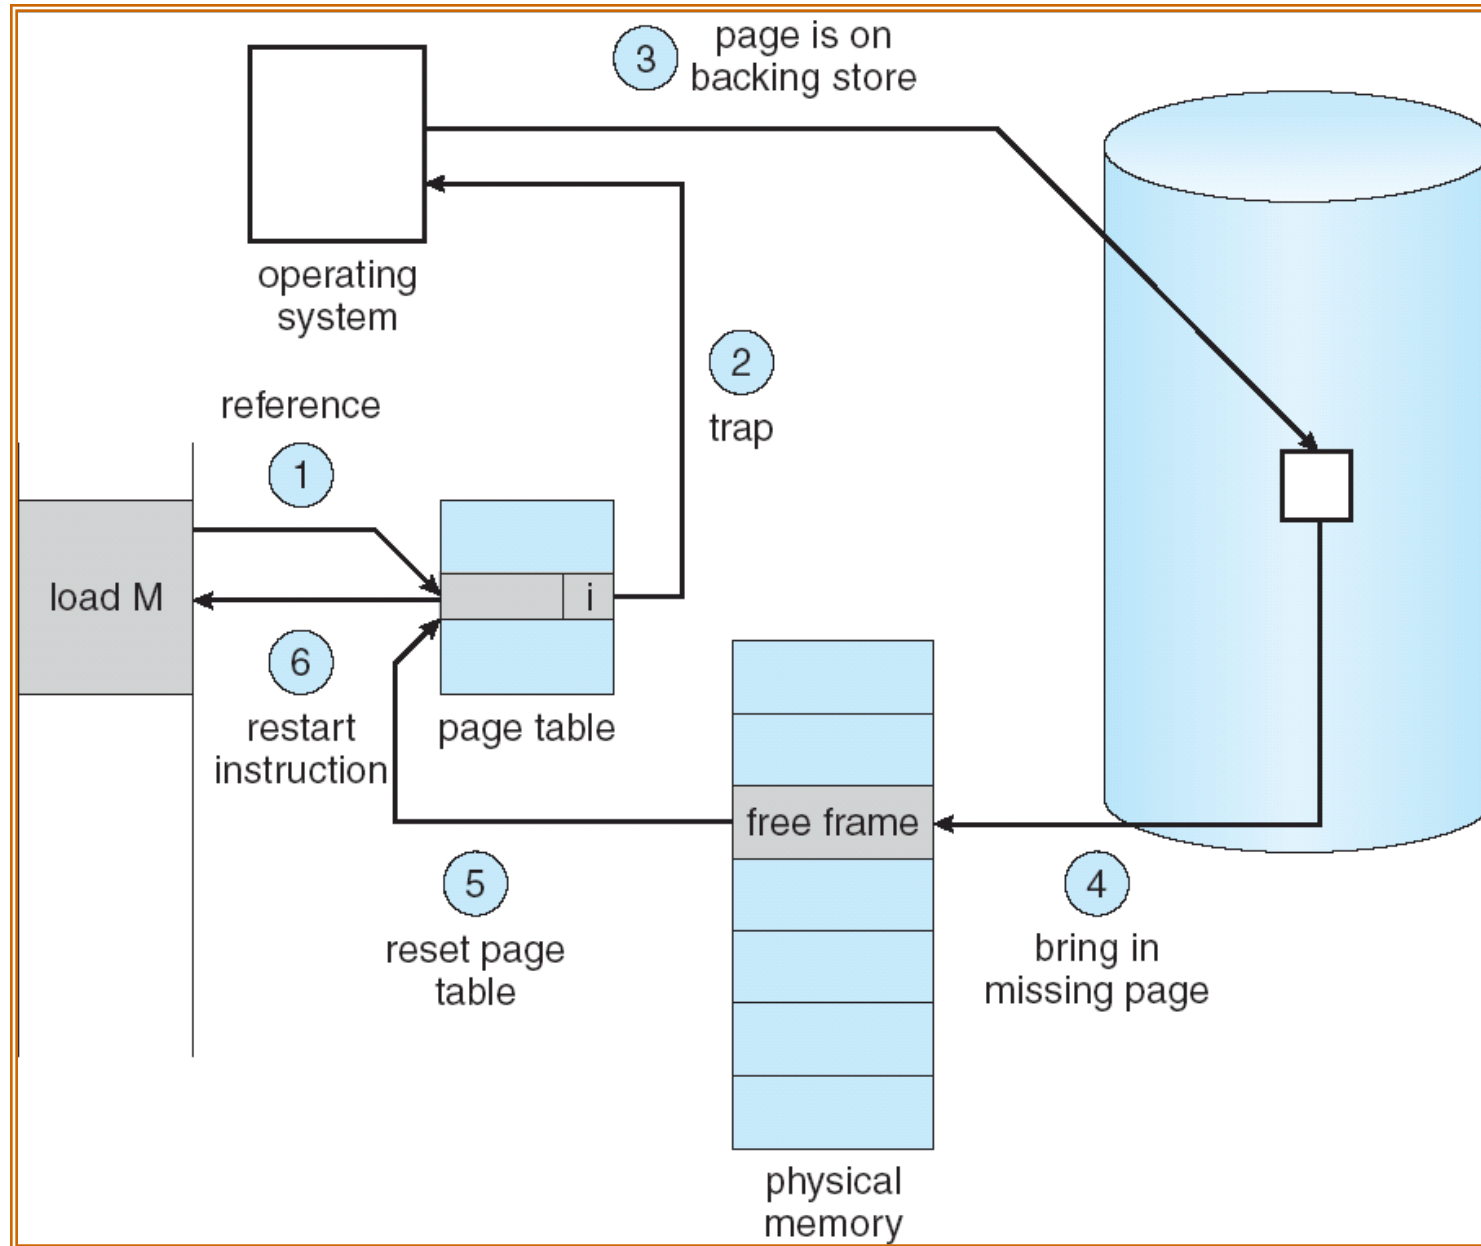 3
page is on
backing store
operating
system
2
trap
reference
1
load M
i
6
restart
instruction
page table
free frame
5
reset page
table
4
bring in
missing page
physical
memory